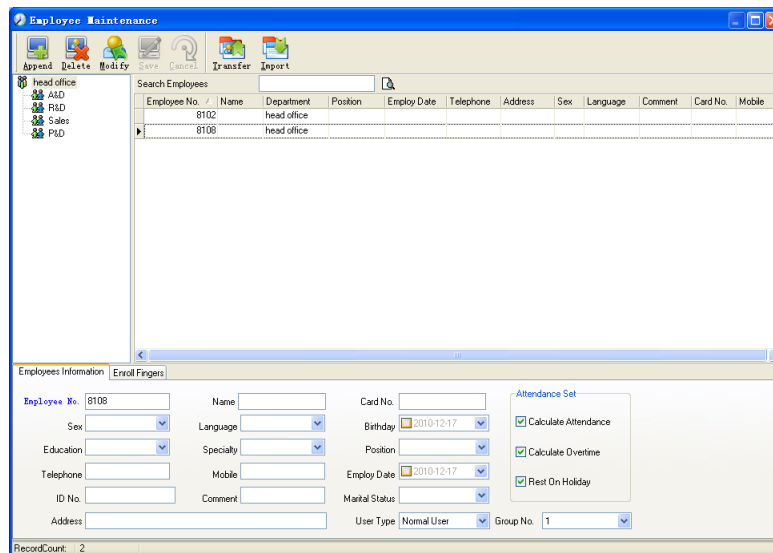 Employee Maintenance
Append Delete Modify Save Cancel Transfer Import
head office
A&D
R&D
Sales
P&D
Search Employees
Employee No. Name Department Position Employ Date Telephone Address Sex Language Comment Card No. Mobile
8102 head office
8108 head office
Employees Information Enroll Fingers
Employee No. 8108 Name Card No. Attendance Set
Sex Language Birthday 2010-12-17 Calculate Attendance
Education Specialty Position Calculate Overtime
Telephone Mobile Employ Date 2010-12-17 Rest On Holiday
ID No. Comment Marital Status
Address User Type Normal User Group No. 1
RecordCount: 2